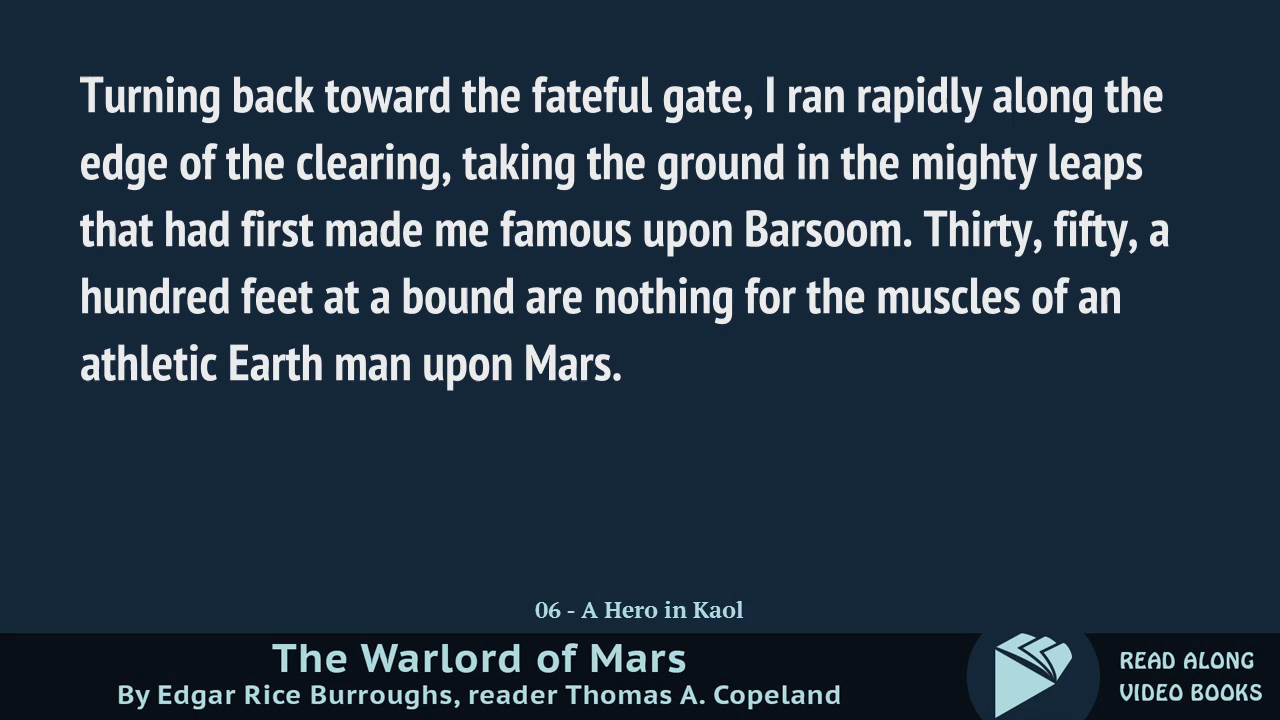 Turning back toward the fateful gate, I ran rapidly along the
edge of the clearing, taking the ground in the mighty leaps
that had first made me famous upon Barsoom. Thirty, fifty, a
hundred feet at a bound are nothing for the muscles of an
athletic Earth man upon Mars.
06 - A Hero in Kaol
The Warlord of Mars
By Edgar Rice Burroughs, reader Thomas A. Copeland
READ ALONG
VIDEO BOOKS